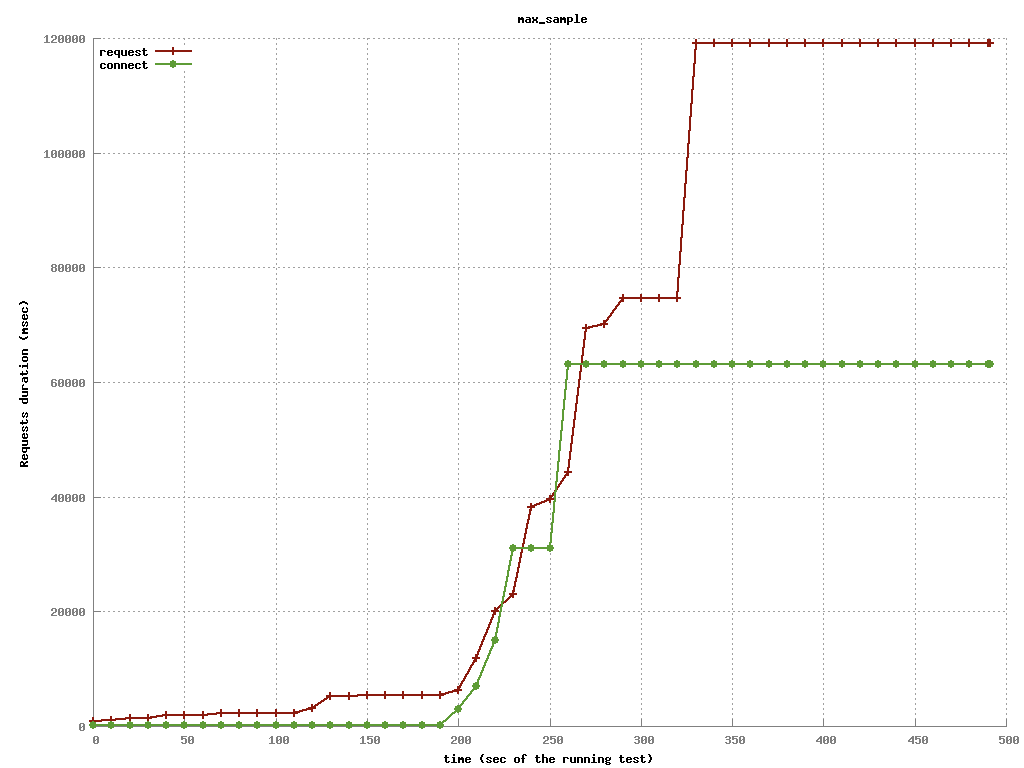 max_sample
request
connect
120000
100000
80000
60000
40000
20000
0
Requests duration (msec)
0 50 100 150 200 250 300 350 400 450 500
time (sec of the running test)